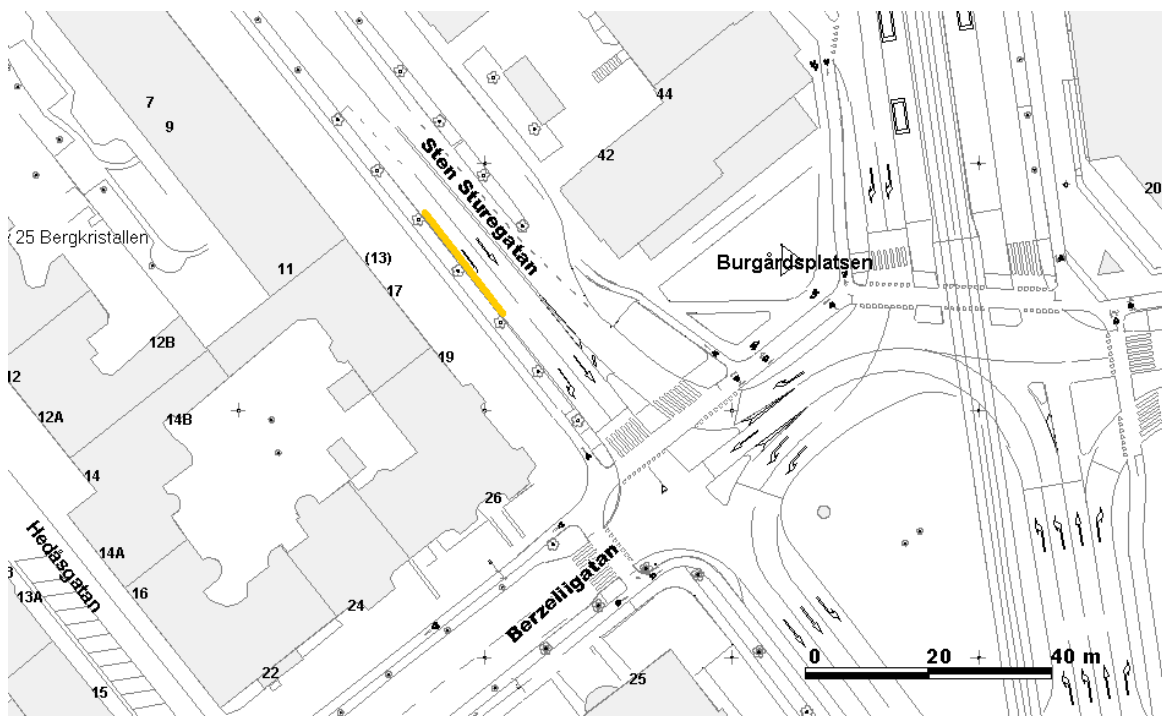 44
7
9
42
20
Sten Sturegatan
25 Bergkristallen
(13)
Burgårdsplatsen
11
17
12B
19
12
12A
14B
14
26
Hedåsgatan
14A
13A
16
24
Berzeliigatan
22
25
15
0 20 40 m